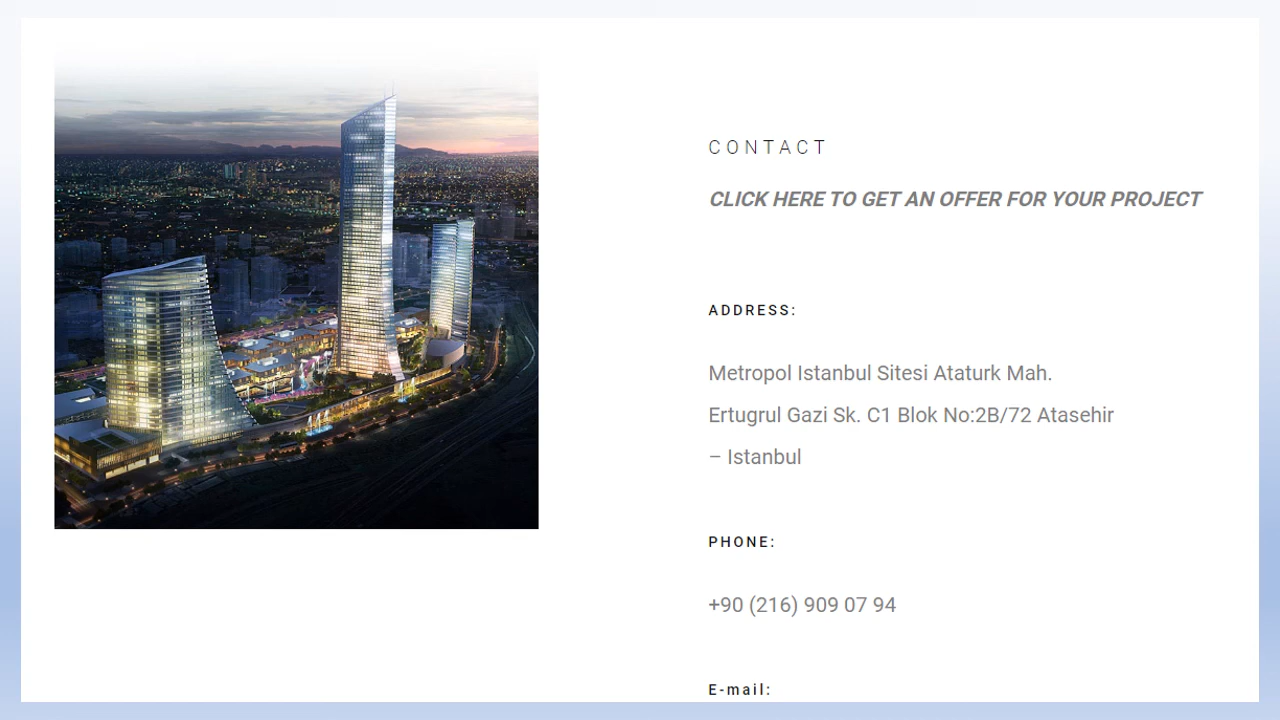 CONTACT
CLICK HERE TO GET AN OFFER FOR YOUR PROJECT
ADDRESS:
Metropol Istanbul Sitesi Ataturk Mah.
Ertugrul Gazi Sk. C1 Blok No:2B/72 Atasehir
– Istanbul
PHONE:
+90 (216) 909 07 94
E-mail: